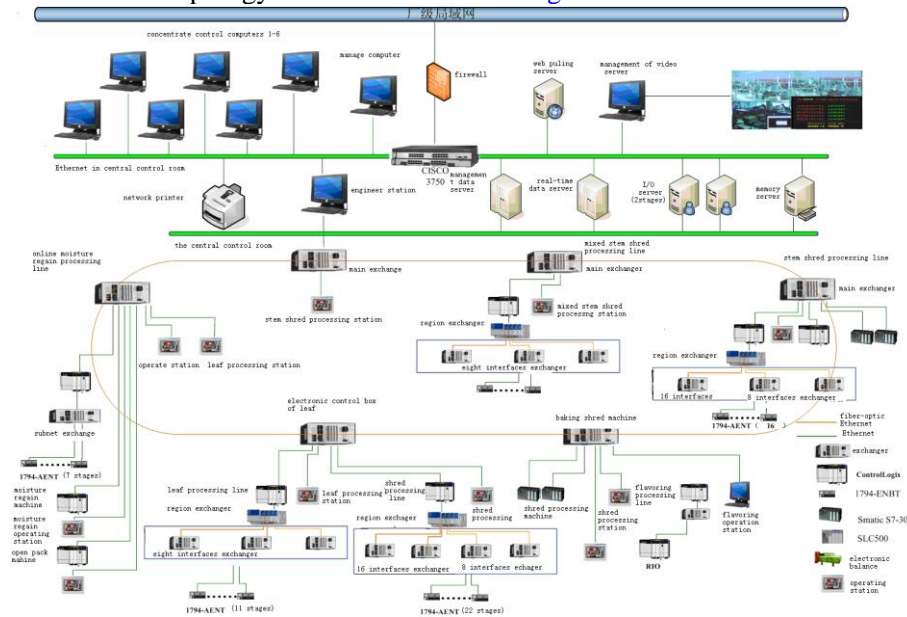 厂级局域网
concentrate control computers 1-6
manage computer
firewall
web puling
server
management of video
server
Ethernet in central control room
CISCO
3750
managemen
t data
server
real-time
data server
I/O
server
(2stages)
memory
server
network printer
engineer station
the central control room
online moisture
regain processing
line
main exchange
mixed stem shred
processing line
main exchanger
stem shred processing line
main exchanger
stem shred processing station
mixed stem shred
processng station
region exchanger
operate station
leaf processing station
eight interfaces exchanger
region exchanger
16 interfaces
8 interfaces exchanger
1794-AENT ( 16 )
subnet exchange
1794-AENT (7 stages)
electronic control box
of leaf
baking shred machine
fiber-optic
Ethernet
Ethernet
exchanger
ControlLogix
1794-ENBT
Smatic S7-30
SLC500
electronic
balance
operating
station
moisture
regain
machine
moisture
regain
operating
station
open pack
mahine
leaf processing line
region exchanger
leaf processing
station
shred
processing
line
region exchager
shred
processing
eight interfaces exchanger
16 interfaces exchanger
8 interfaces echager
1794-AENT (11 stages)
1794-AENT (22 stages)
shred processing
machine
shred
processing
station
flavoring
processing
line
RIO
flavoring
operation
station